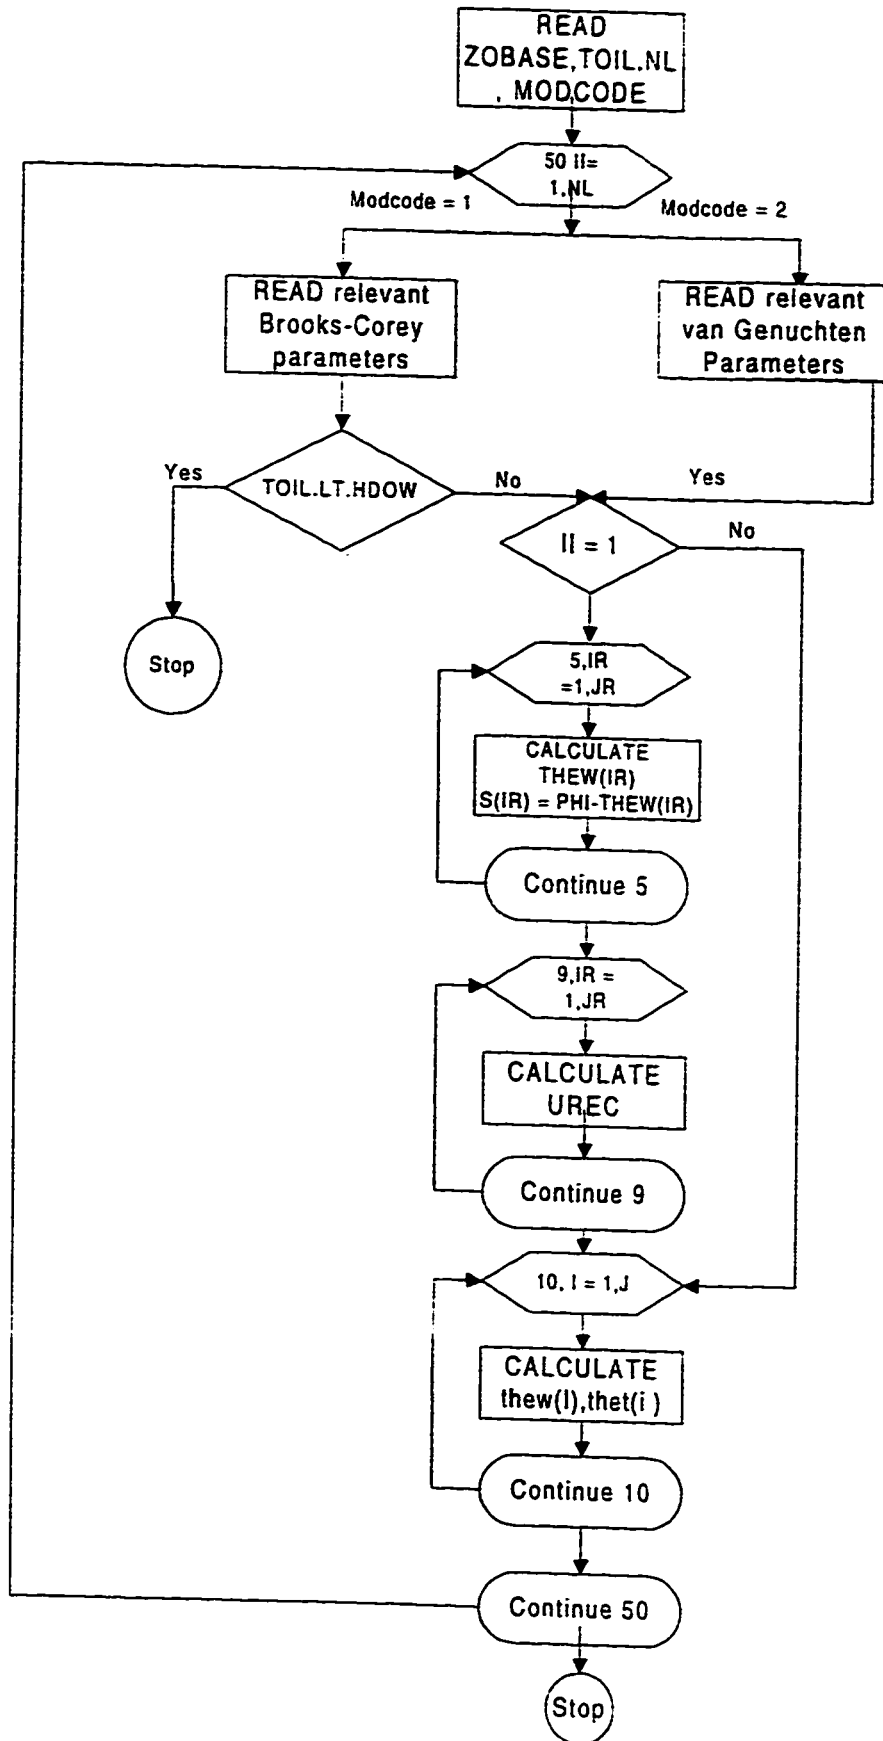 READ
ZOBASE,TOIL.NL
, MODCODE
50 II=
1,NL
Modcode = 1
Modcode = 2
READ relevant
Brooks-Corey
parameters
READ relevant
van Genuchten
Parameters
Yes
TOIL.LT.HDOW
No
Yes
II = 1
No
Stop
5,IR
=1,JR
CALCULATE
THEW(IR)
S(IR) = PHI-THEW(IR)
Continue 5
9,IR =
1,JR
CALCULATE
UREC
Continue 9
10, I = 1,J
CALCULATE
thew(I),thet(i )
Continue 10
Continue 50
Stop